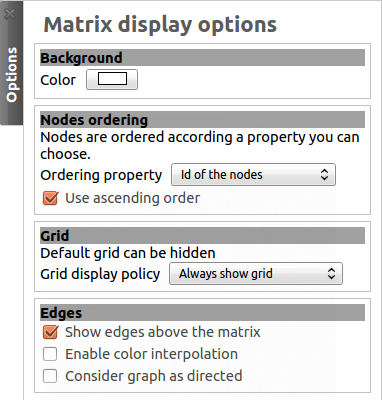 Options
Matrix display options
Background
Color
Nodes ordering
Nodes are ordered according a property you can
choose.
Ordering property Id of the nodes
Use ascending order
Grid
Default grid can be hidden
Grid display policy Always show grid
Edges
Show edges above the matrix
Enable color interpolation
Consider graph as directed